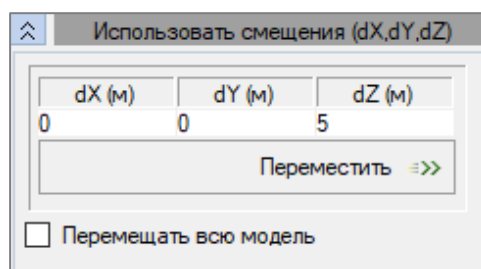 Использовать смещения (dX,dY,dZ)
dX (м) dY (м) dZ (м)
0 0 5
Переместить
Перемещать всю модель